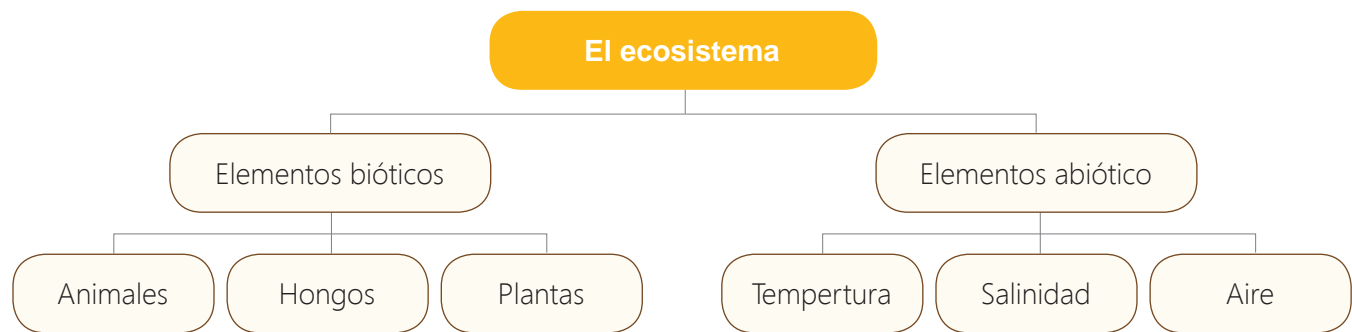 El ecosistema
Elementos bióticos
Elementos abiótico
Animales
Hongos
Plantas
Tempertura
Salinidad
Aire